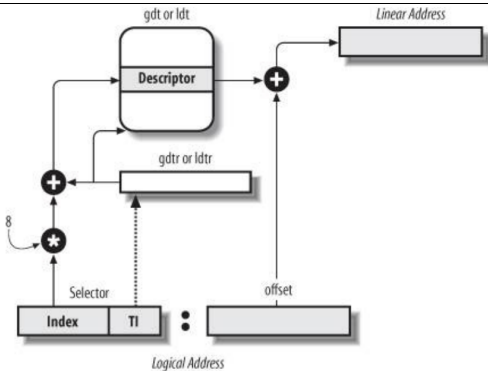 gdt or ldt
Linear Address
Descriptor
+
gdtr or ldtr
+
8
*
Selector
offset
Index
TI
:
Logical Address